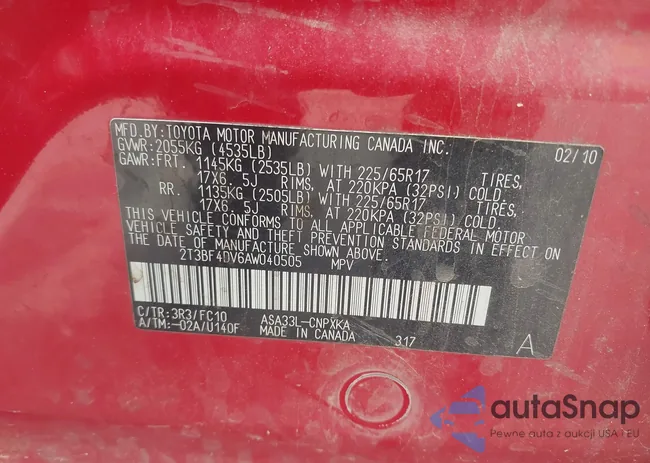 MFD.BY:TOYOTA MOTOR MANUFACTURING CANADA INC.
GVWR:2055KG (4535LB) 02/10
GAWR:FRT. 1145KG (2535LB) WITH 225/65R17 TIRES,
17X6.5J RIMS, AT 220KPA (32PSI) COLD.
RR. 1135KG (2505LB) WITH 225/65R17 TIRES,
17X6.5J RIMS, AT 220KPA (32PSI) COLD.
THIS VEHICLE CONFORMS TO ALL APPLICABLE FEDERAL MOTOR
VEHICLE SAFETY AND THEFT PREVENTION STANDARDS IN EFFECT ON
THE DATE OF MANUFACTURE SHOWN ABOVE.
2T3BF4DV6AW040505 MPV
C/TR:3R3/FC10 ASA33L-CNPXKA
A/TM:-02A/U140F MADE IN CANADA 317 A
autaSnap
Pewne auta z aukcji USA i EU